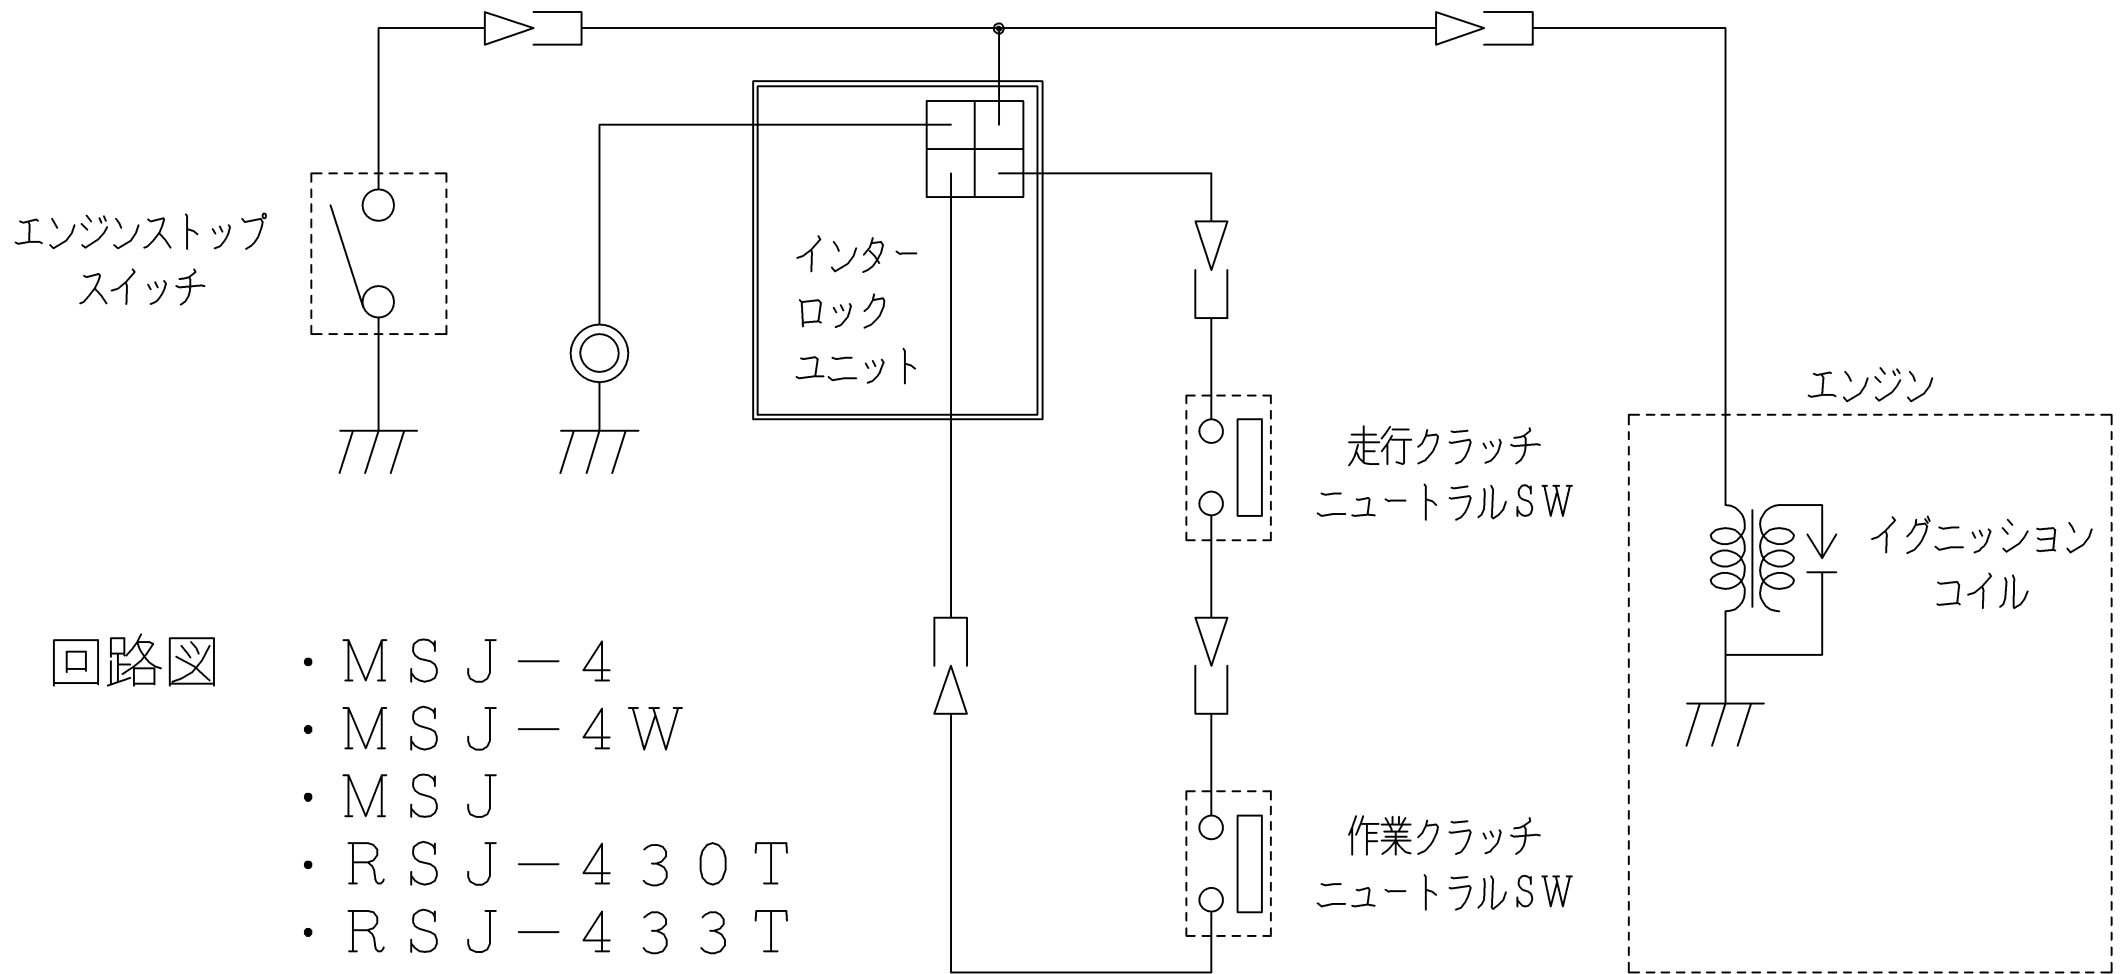 エンジンストップ
スイッチ
インター
ロック
ユニット
走行クラッチ
ニュートラルSW
エンジン
イグニッション
コイル
作業クラッチ
ニュートラルSW
回路図
・MSJ-4
・MSJ-4W
・MSJ
・RSJ-430T
・RSJ-433T